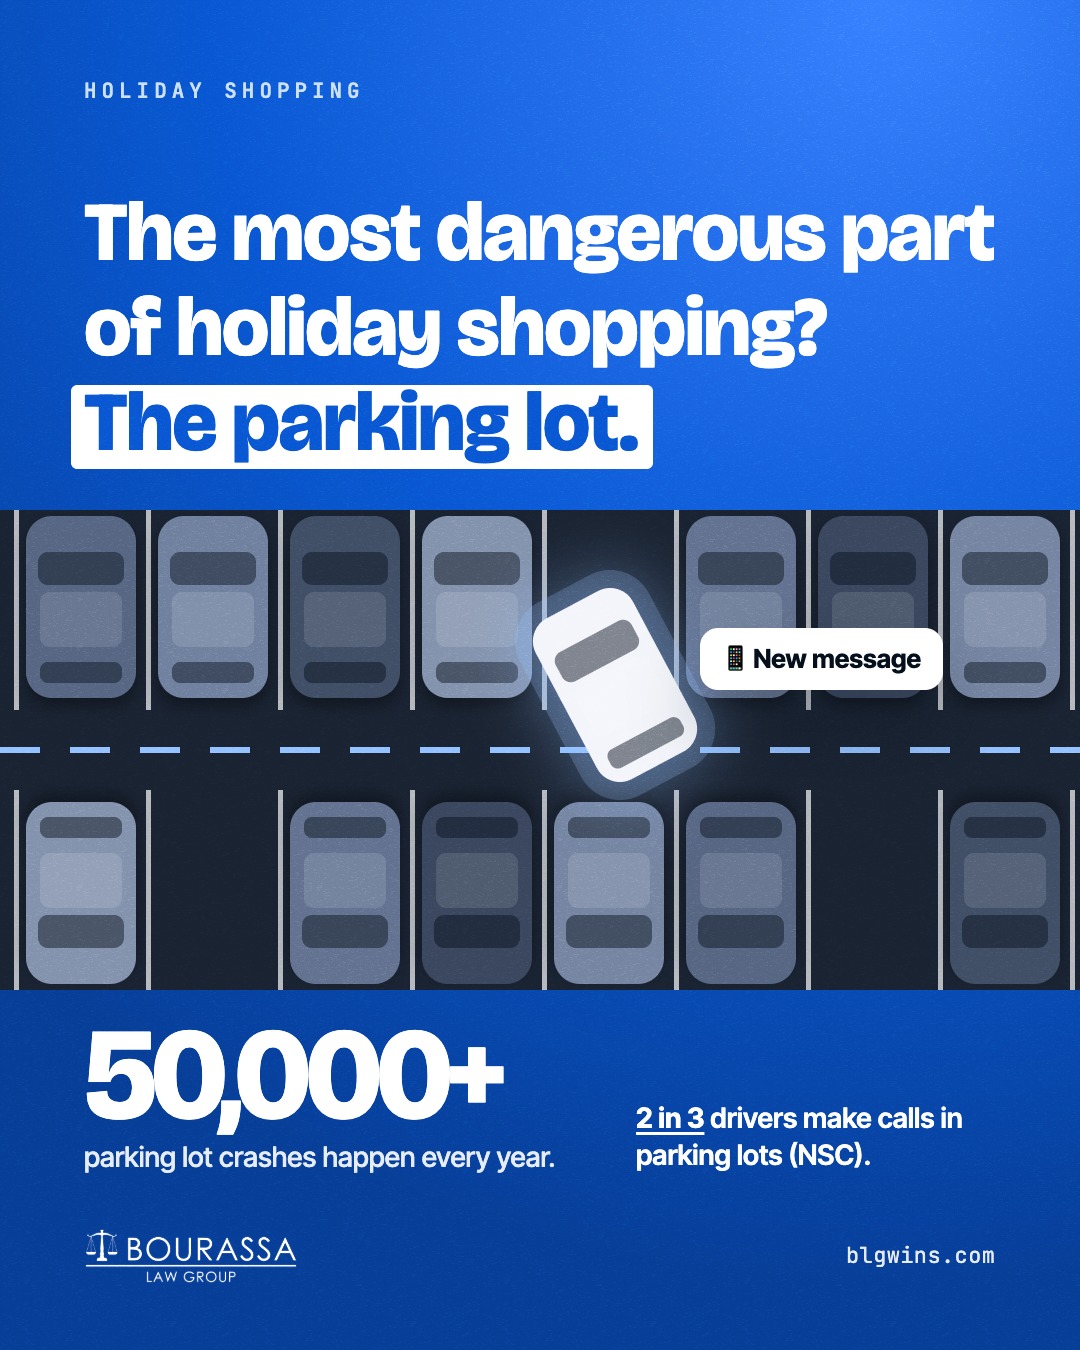 HOLIDAY SHOPPING
The most dangerous part
of holiday shopping?
The parking lot.
📱 New message
50,000+
parking lot crashes happen every year.
2 in 3 drivers make calls in
parking lots (NSC).
BOURASSA
LAW GROUP
blgwins.com